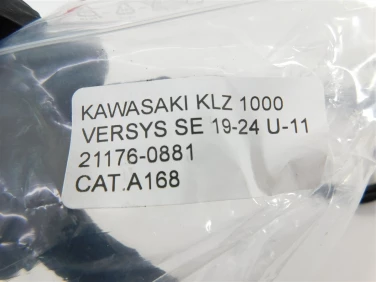 KAWASAKI KLZ 1000
VERSYS SE 19-24 U-11
21176-0881
CAT.A168